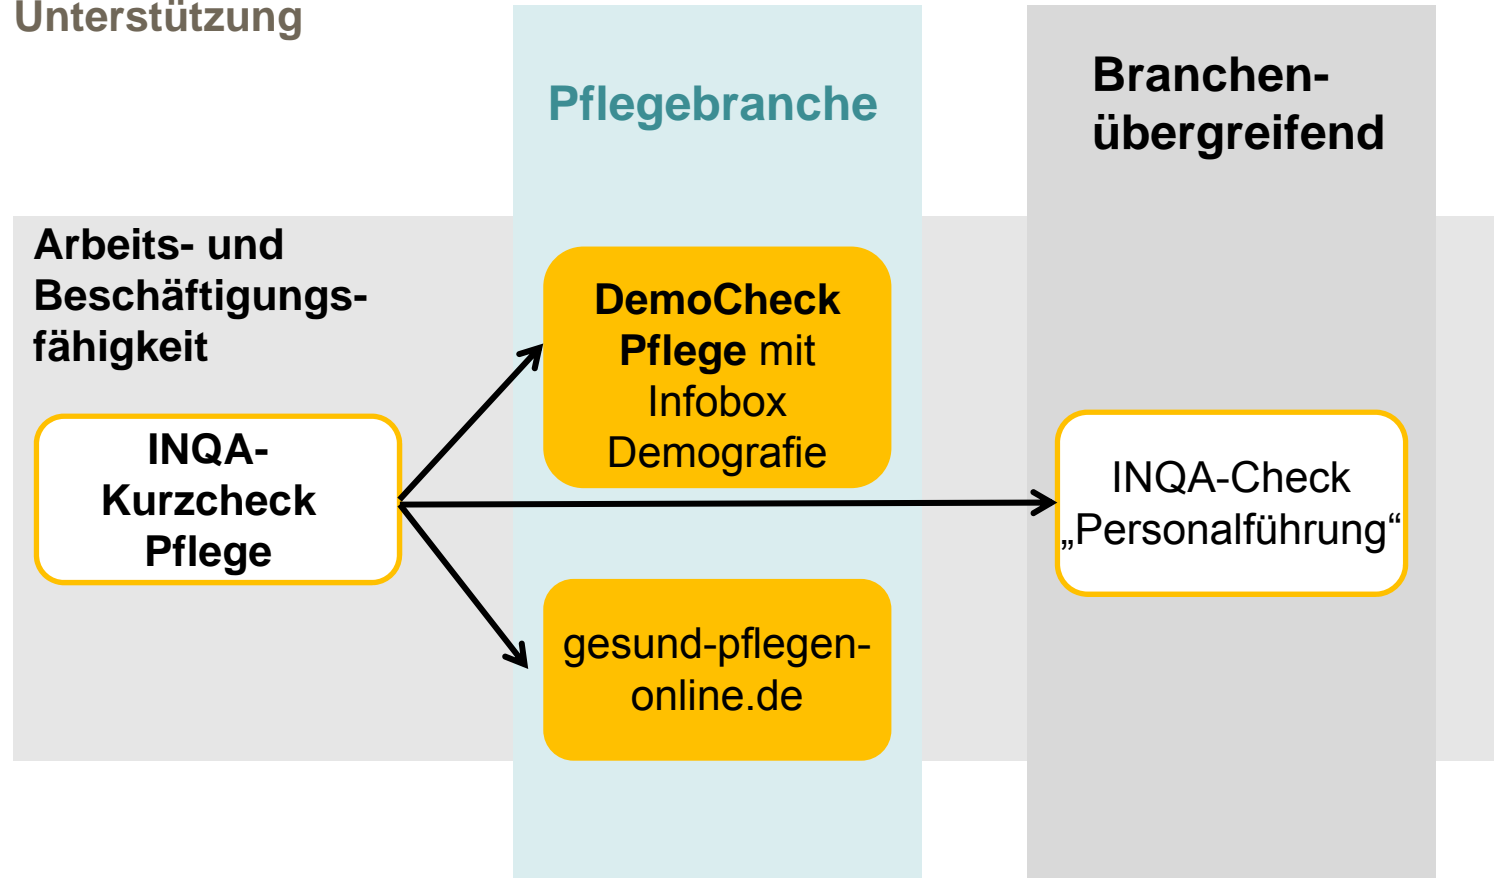 Unterstützung
Pflegebranche
Branchen-
übergreifend
Arbeits- und
Beschäftigungs-
fähigkeit
INQA-
Kurzcheck
Pflege
DemoCheck
Pflege mit
Infobox
Demografie
gesund-pflegen-
online.de
INQA-Check
„Personalführung“